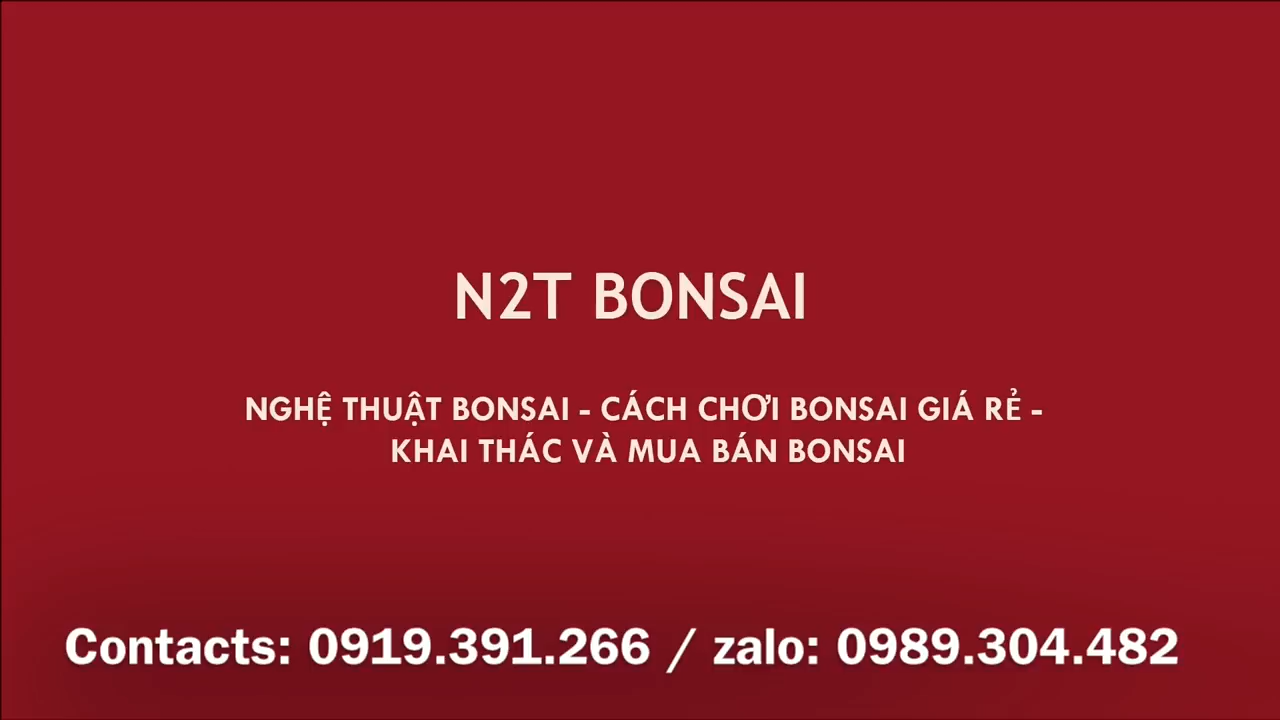 N2T BONSAI
NGHỆ THUẬT BONSAI - CÁCH CHƠI BONSAI GIÁ RẺ -
KHAI THÁC VÀ MUA BÁN BONSAI
Contacts: 0919.391.266 / zalo: 0989.304.482